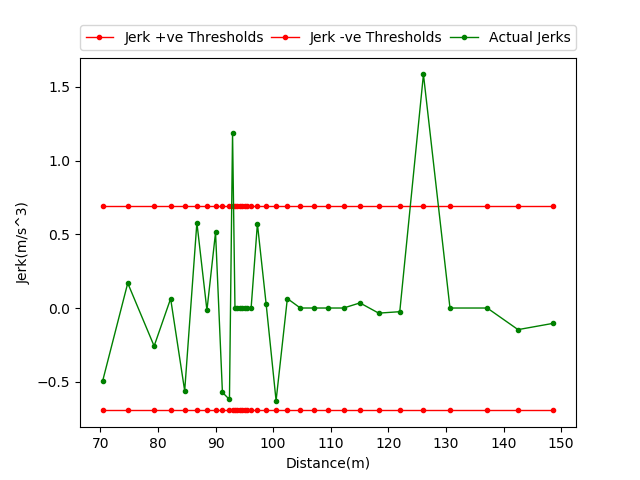 Jerk +ve Thresholds Jerk -ve Thresholds Actual Jerks
1.5
1.0
0.5
0.0
−0.5
Jerk(m/s^3)
70 80 90 100 110 120 130 140 150
Distance(m)